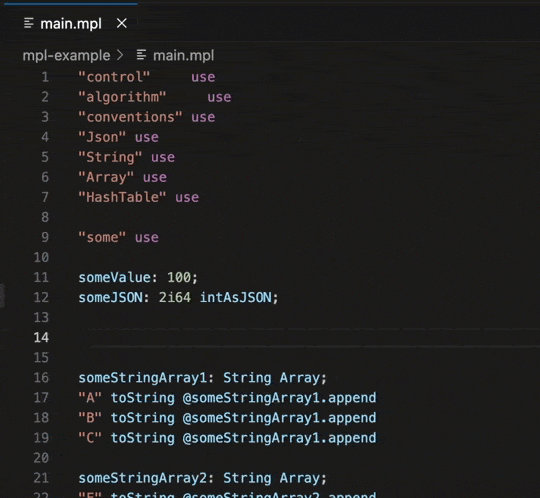 main.mpl
mpl-example > main.mpl
1 "control" use
2 "algorithm" use
3 "conventions" use
4 "Json" use
5 "String" use
6 "Array" use
7 "HashTable" use
8
9 "some" use
10
11 someValue: 100;
12 someJSON: 2i64 intAsJSON;
13
14
15
16 someStringArray1: String Array;
17 "A" toString @someStringArray1.append
18 "B" toString @someStringArray1.append
19 "C" toString @someStringArray1.append
20
21 someStringArray2: String Array;
22 toString @someStringArray2.append